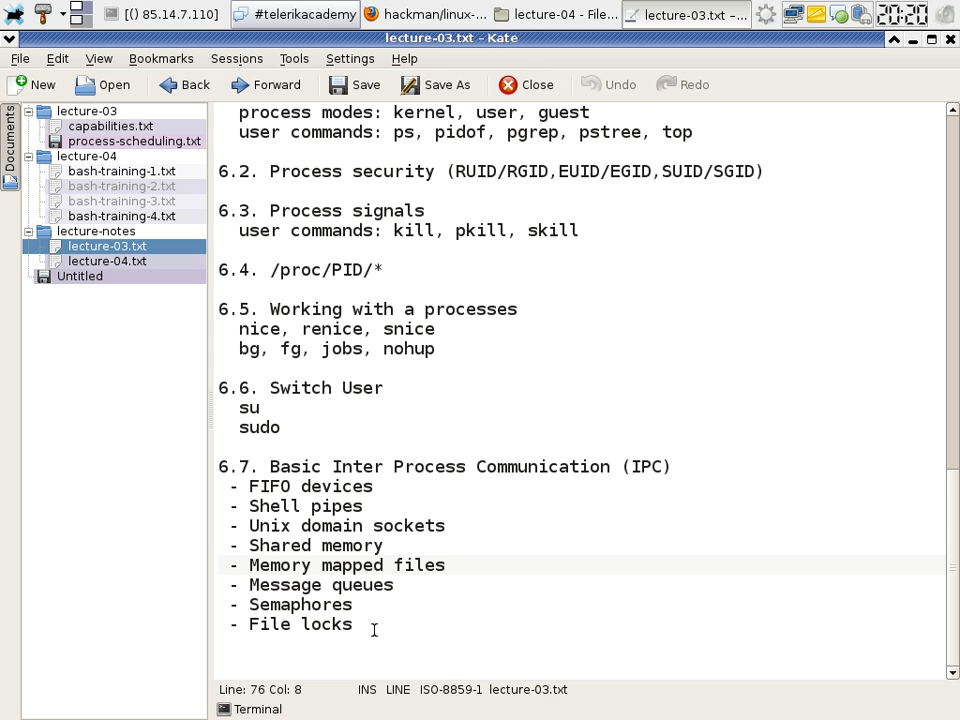 [() 85.14.7.110]
#telerikacademy
hackman/linux-...
lecture-04 - File...
lecture-03.txt –...
20:20
lecture-03.txt – Kate
File Edit View Bookmarks Sessions Tools Settings Help
New Open Back Forward Save Save As Close Undo Redo
Documents
lecture-03
capabilities.txt
process-scheduling.txt
lecture-04
bash-training-1.txt
bash-training-2.txt
bash-training-3.txt
bash-training-4.txt
lecture-notes
lecture-03.txt
lecture-04.txt
Untitled
process modes: kernel, user, guest
user commands: ps, pidof, pgrep, pstree, top
6.2. Process security (RUID/RGID,EUID/EGID,SUID/SGID)
6.3. Process signals
user commands: kill, pkill, skill
6.4. /proc/PID/*
6.5. Working with a processes
nice, renice, snice
bg, fg, jobs, nohup
6.6. Switch User
su
sudo
6.7. Basic Inter Process Communication (IPC)
- FIFO devices
- Shell pipes
- Unix domain sockets
- Shared memory
- Memory mapped files
- Message queues
- Semaphores
- File locks
Line: 76 Col: 8 INS LINE ISO-8859-1 lecture-03.txt
Terminal